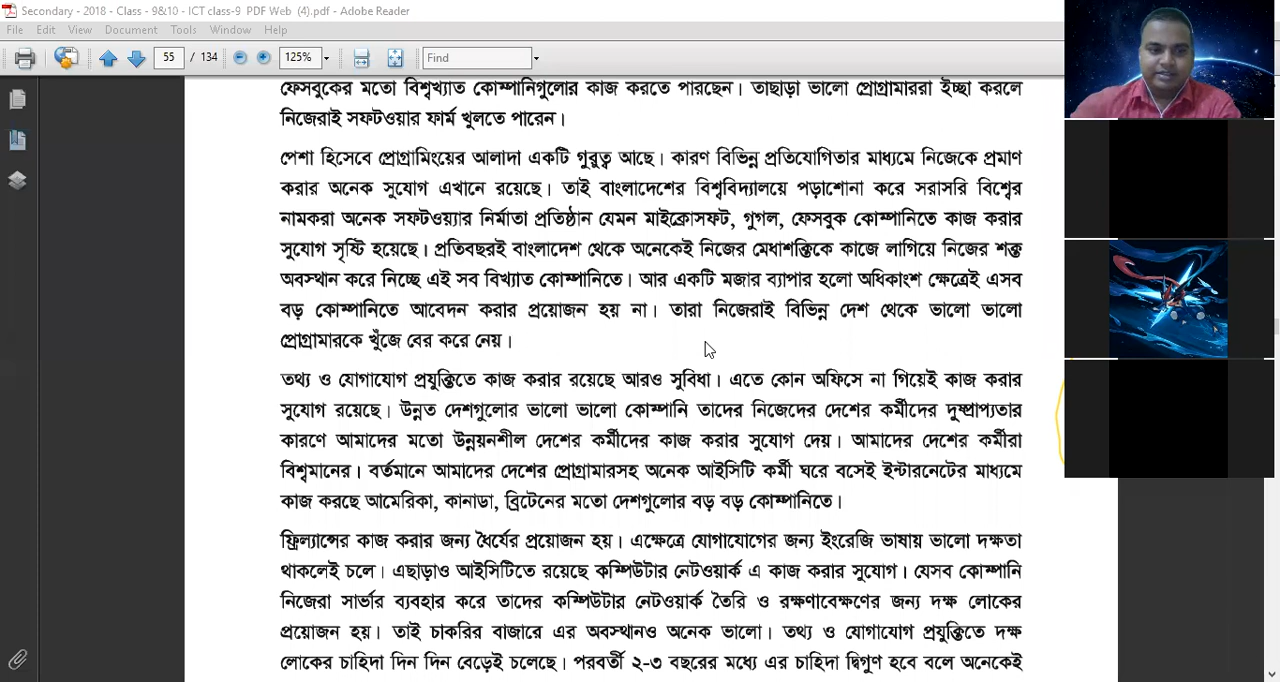 Secondary - 2018 - Class - 9&10 - ICT class-9 PDF Web (4).pdf - Adobe Reader
File Edit View Document Tools Window Help
55 / 134 125% Find
ফেসবুকের মতো বিশ্বখ্যাত কোম্পানিগুলোর কাজ করতে পারছেন। তাছাড়া ভালো প্রোগ্রামাররা ইচ্ছা করলে
নিজেরাই সফটওয়ার ফার্ম খুলতে পারেন।
পেশা হিসেবে প্রোগ্রামিংয়ের আলাদা একটি গুরুত্ব আছে। কারণ বিভিন্ন প্রতিযোগিতার মাধ্যমে নিজেকে প্রমাণ
করার অনেক সুযোগ এখানে রয়েছে। তাই বাংলাদেশের বিশ্ববিদ্যালয়ে পড়াশোনা করে সরাসরি বিশ্বের
নামকরা অনেক সফটওয়্যার নির্মাতা প্রতিষ্ঠান যেমন মাইক্রোসফট, গুগল, ফেসবুক কোম্পানিতে কাজ করার
সুযোগ সৃষ্টি হয়েছে। প্রতিবছরই বাংলাদেশ থেকে অনেকেই নিজের মেধাশক্তিকে কাজে লাগিয়ে নিজের শক্ত
অবস্থান করে নিচ্ছে এই সব বিখ্যাত কোম্পানিতে। আর একটি মজার ব্যাপার হলো অধিকাংশ ক্ষেত্রেই এসব
বড় কোম্পানিতে আবেদন করার প্রয়োজন হয় না। তারা নিজেরাই বিভিন্ন দেশ থেকে ভালো ভালো
প্রোগ্রামারকে খুঁজে বের করে নেয়।
তথ্য ও যোগাযোগ প্রযুক্তিতে কাজ করার রয়েছে আরও সুবিধা। এতে কোন অফিসে না গিয়েই কাজ করার
সুযোগ রয়েছে। উন্নত দেশগুলোর ভালো ভালো কোম্পানি তাদের নিজেদের দেশের কর্মীদের দুষ্প্রাপ্যতার
কারণে আমাদের মতো উন্নয়নশীল দেশের কর্মীদের কাজ করার সুযোগ দেয়। আমাদের দেশের কর্মীরা
বিশ্বমানের। বর্তমানে আমাদের দেশের প্রোগ্রামারসহ অনেক আইসিটি কর্মী ঘরে বসেই ইন্টারনেটের মাধ্যমে
কাজ করছে আমেরিকা, কানাডা, ব্রিটেনের মতো দেশগুলোর বড় বড় কোম্পানিতে।
ফ্রিল্যান্সের কাজ করার জন্য ধৈর্যের প্রয়োজন হয়। এক্ষেত্রে যোগাযোগের জন্য ইংরেজি ভাষায় ভালো দক্ষতা
থাকলেই চলে। এছাড়াও আইসিটিতে রয়েছে কম্পিউটার নেটওয়ার্ক এ কাজ করার সুযোগ। যেসব কোম্পানি
নিজেরা সার্ভার ব্যবহার করে তাদের কম্পিউটার নেটওয়ার্ক তৈরি ও রক্ষণাবেক্ষণের জন্য দক্ষ লোকের
প্রয়োজন হয়। তাই চাকরির বাজারে এর অবস্থানও অনেক ভালো। তথ্য ও যোগাযোগ প্রযুক্তিতে দক্ষ
লোকের চাহিদা দিন দিন বেড়েই চলেছে। পরবর্তী ২-৩ বছরের মধ্যে এর চাহিদা দ্বিগুণ হবে বলে অনেকেই